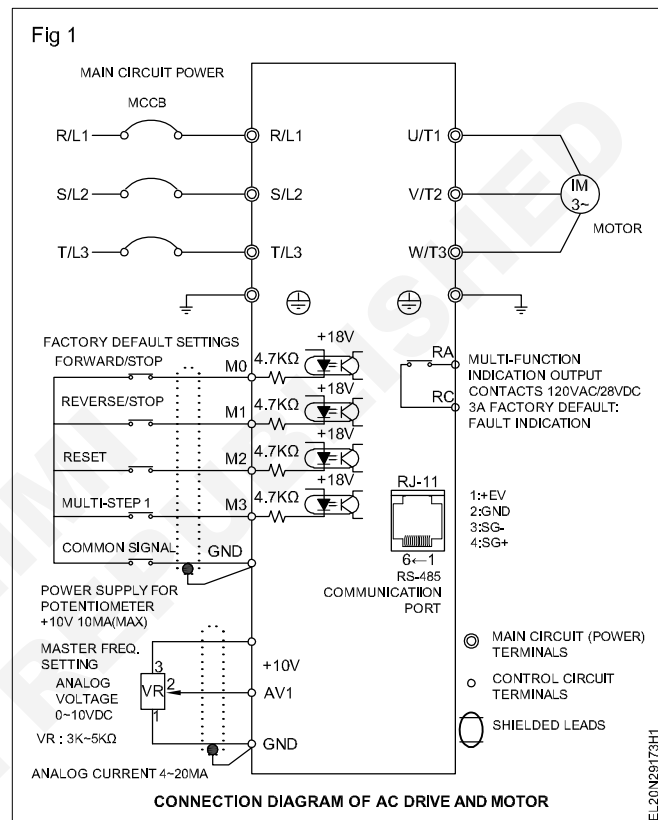 Fig 1
MAIN CIRCUIT POWER
MCCB
R/L1
R/L1
U/T1
S/L2
S/L2
V/T2
IM
3~
MOTOR
T/L3
T/L3
W/T3
FACTORY DEFAULT SETTINGS
FORWARD/STOP
M0
4.7KΩ
+18V
REVERSE/STOP
M1
4.7KΩ
+18V
RESET
M2
4.7KΩ
+18V
MULTI-STEP 1
M3
4.7KΩ
+18V
COMMON SIGNAL
GND
RA
RC
MULTI-FUNCTION
INDICATION OUTPUT
CONTACTS 120VAC/28VDC
3A FACTORY DEFAULT:
FAULT INDICATION
RJ-11
6←1
RS-485
COMMUNICATION
PORT
1:+EV
2:GND
3:SG-
4:SG+
POWER SUPPLY FOR
POTENTIOMETER
+10V 10MA(MAX)
MASTER FREQ.
SETTING
ANALOG
VOLTAGE
0~10VDC
VR : 3K~5KΩ
3
VR
2
1
+10V
AV1
GND
ANALOG CURRENT 4~20MA
MAIN CIRCUIT (POWER)
TERMINALS
CONTROL CIRCUIT
TERMINALS
SHIELDED LEADS
CONNECTION DIAGRAM OF AC DRIVE AND MOTOR
EL20N29173H1